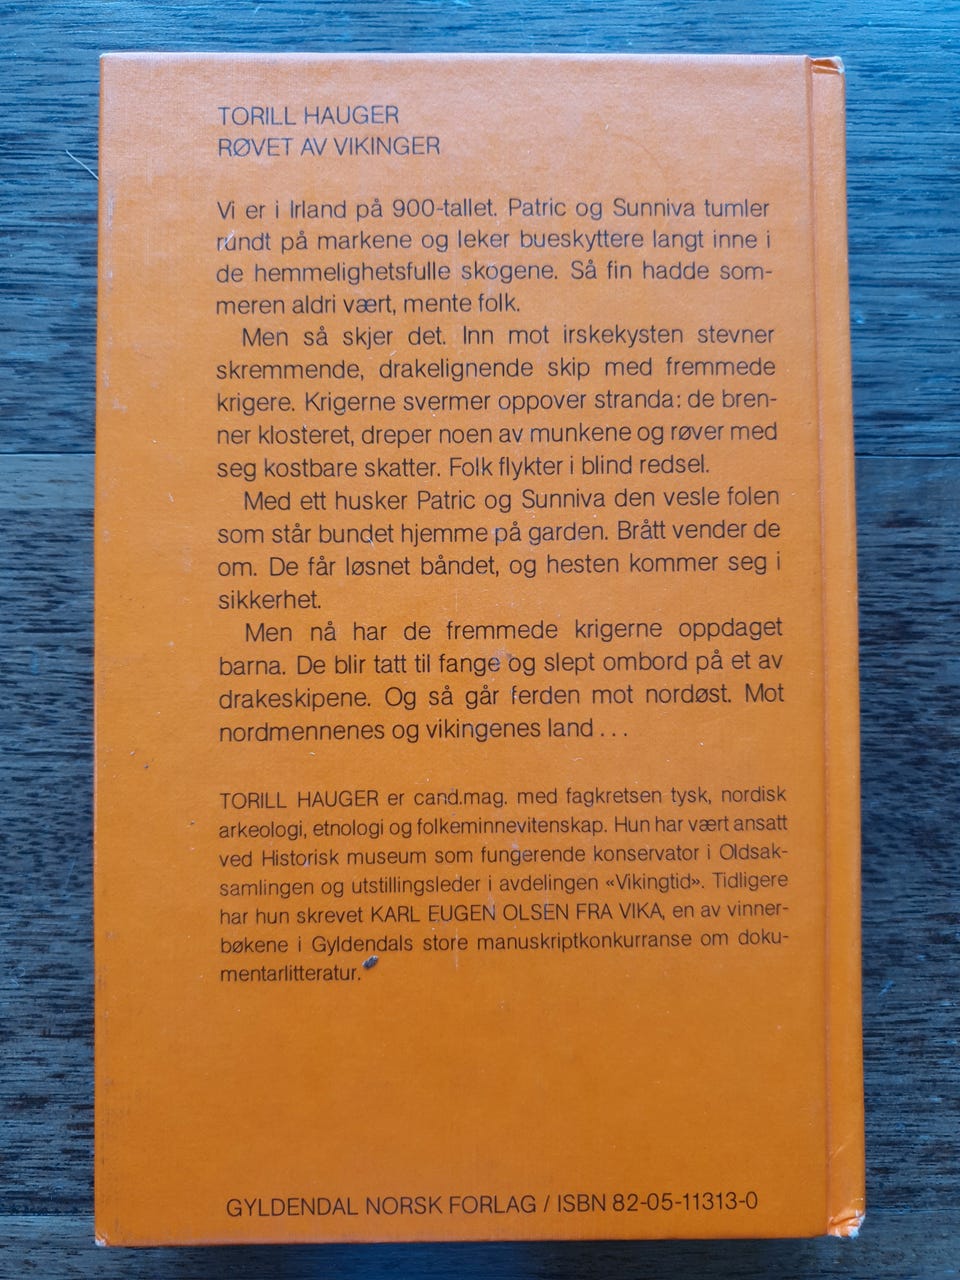 TORILL HAUGER
RØVET AV VIKINGER
Vi er i Irland på 900-tallet. Patric og Sunniva tumler
rundt på markene og leker bueskyttere langt inne i
de hemmelighetsfulle skogene. Så fin hadde som-
meren aldri vært, mente folk.
Men så skjer det. Inn mot irskekysten stevner
skremmende, drakelignende skip med fremmede
krigere. Krigerne svermer oppover stranda: de bren-
ner klosteret, dreper noen av munkene og røver med
seg kostbare skatter. Folk flykter i blind redsel.
Med ett husker Patric og Sunniva den vesle folen
som står bundet hjemme på garden. Brått vender de
om. De får løsnet båndet, og hesten kommer seg i
sikkerhet.
Men nå har de fremmede krigerne oppdaget
barna. De blir tatt til fange og slept ombord på et av
drakeskipene. Og så går ferden mot nordøst. Mot
nordmennenes og vikingenes land ...
TORILL HAUGER er cand.mag. med fagkretsen tysk, nordisk
arkeologi, etnologi og folkeminnevitenskap. Hun har vært ansatt
ved Historisk museum som fungerende konservator i Oldsak-
samlingen og utstillingsleder i avdelingen «Vikingtid». Tidligere
har hun skrevet KARL EUGEN OLSEN FRA VIKA, en av vinner-
bøkene i Gyldendals store manuskriptkonkurranse om doku-
mentarlitteratur.
GYLDENDAL NORSK FORLAG / ISBN 82-05-11313-0